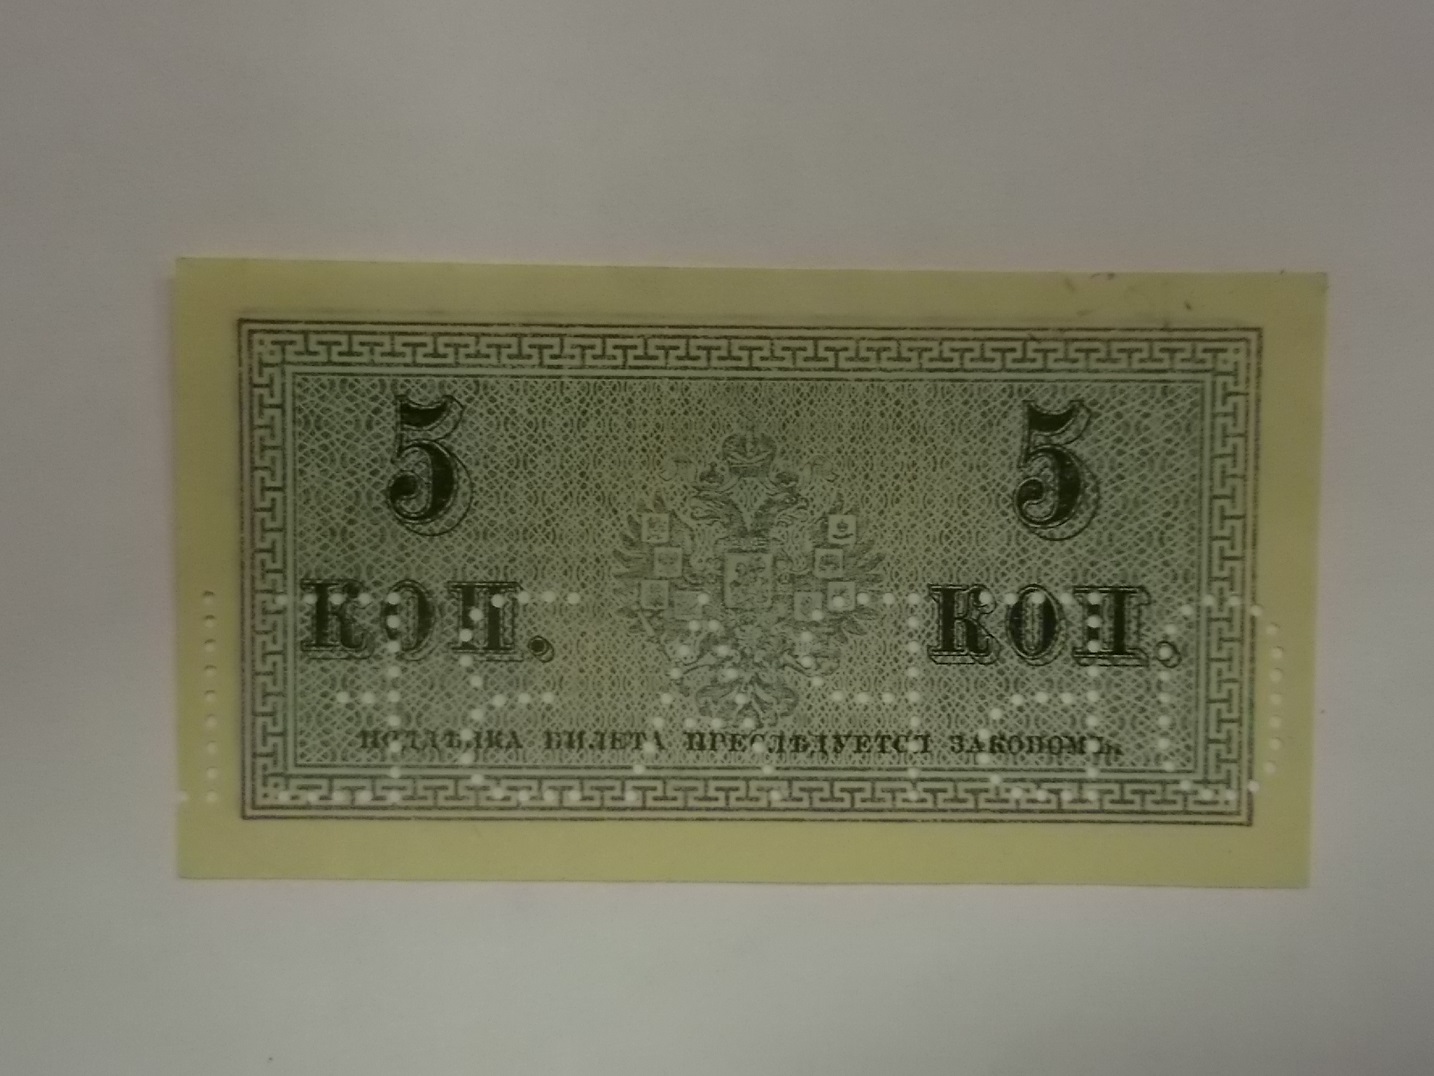 5 5
КОП. КОП.
ПОДДѢЛКА БИЛЕТА ПРЕСЛѢДУЕТСЯ ЗАКОНОМЪ